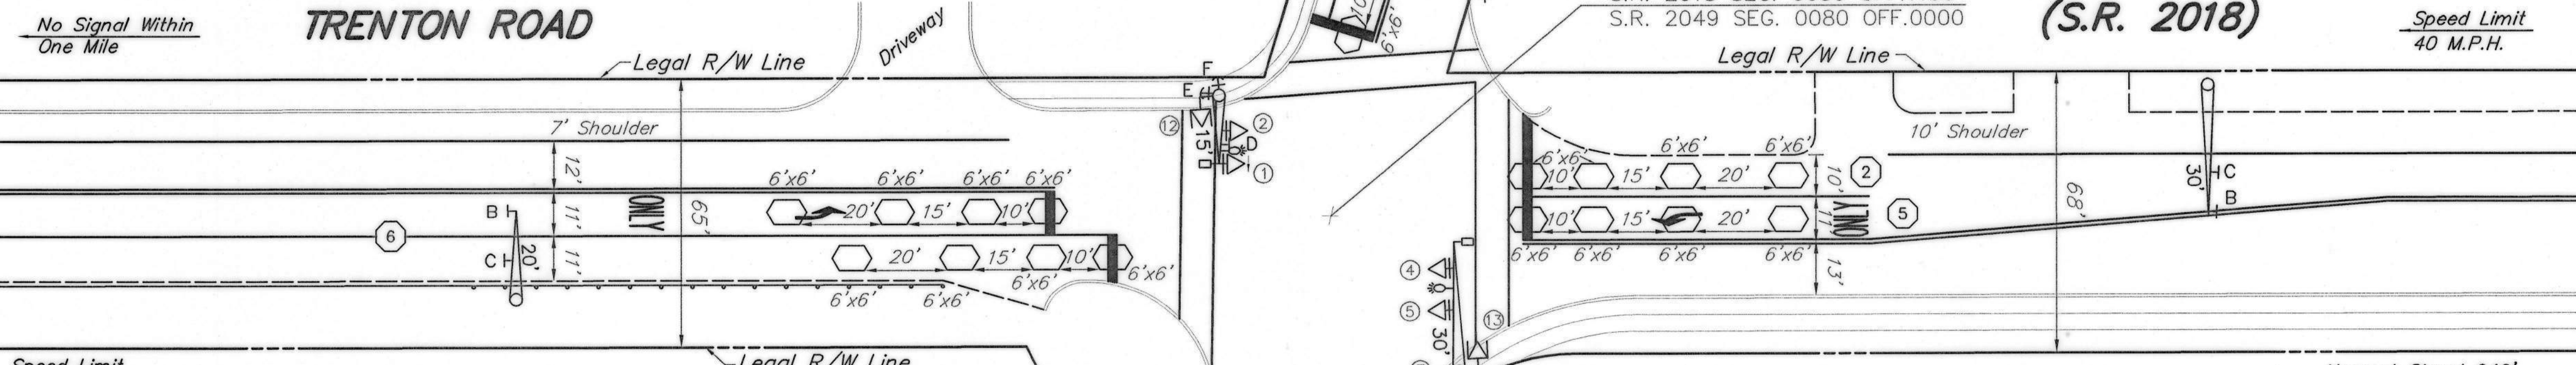 No Signal Within
One Mile
TRENTON ROAD
Driveway
10'
6'x6'
S.R. 2049 SEG. 0080 OFF.0000
(S.R. 2018)
Speed Limit
40 M.P.H.
Legal R/W Line
Legal R/W Line
F
E
7' Shoulder
12
15'
2
D
1
10' Shoulder
12'
6'x6' 6'x6' 6'x6' 6'x6'
6'x6' 6'x6' 6'x6'
10' 15' 20'
10'
2
30'
C
B
B
11'
ONLY
65'
20' 15' 10'
10' 15' 20'
ONLY
11'
5
68'
6
C
20'
11'
20' 15' 10'
6'x6'
6'x6'
6'x6' 6'x6'
6'x6' 6'x6' 6'x6' 6'x6'
13'
4
5
30'
13
Legal R/W Line
Speed Limit